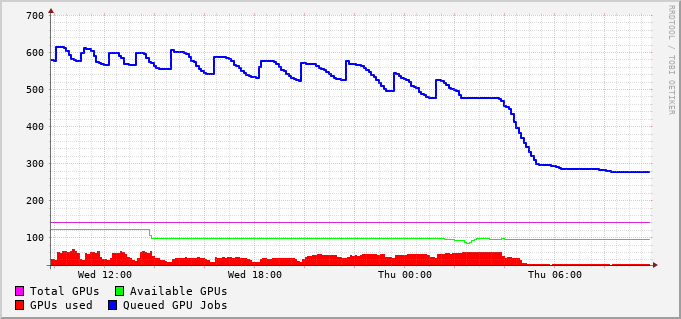 700
600
500
400
300
200
100
Wed 12:00 Wed 18:00 Thu 00:00 Thu 06:00
Total GPUs Available GPUs
GPUs used Queued GPU Jobs
RRDTOOL / TOBI OETIKER